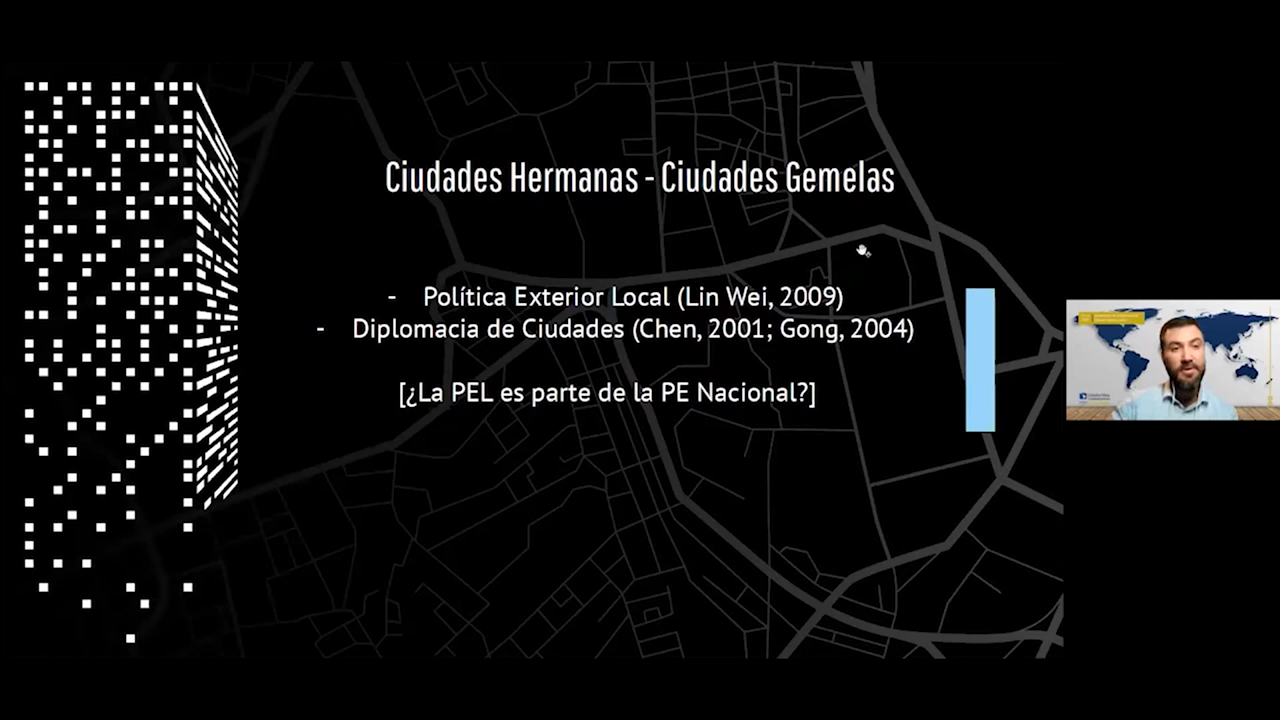 Ciudades Hermanas - Ciudades Gemelas
- Política Exterior Local (Lin Wei, 2009)
- Diplomacia de Ciudades (Chen, 2001; Gong, 2004)
[¿La PEL es parte de la PE Nacional?]